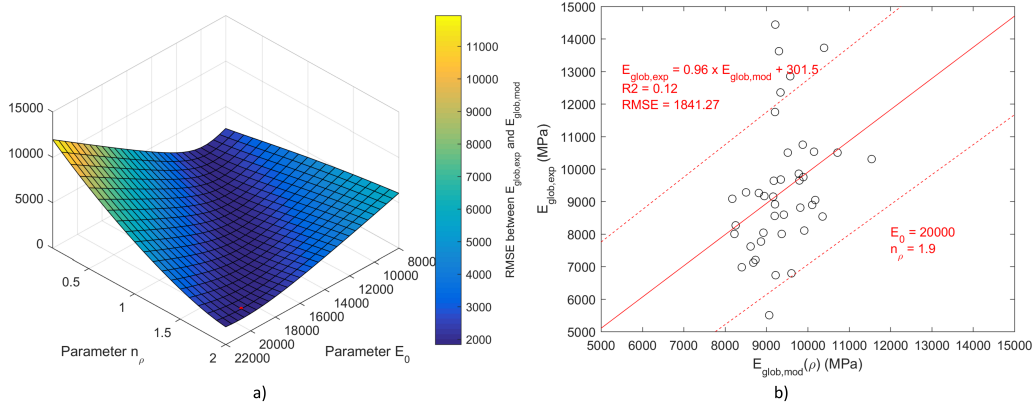 15000
10000
5000
0
0.5
1
1.5
2
Parameter n_ρ
22000
20000
18000
16000
14000
12000
10000
8000
Parameter E_0
11000
10000
9000
8000
7000
6000
5000
4000
3000
2000
RMSE between E_glob,exp and E_glob,mod
a)
15000
14000
13000
12000
11000
10000
9000
8000
7000
6000
5000
E_glob,exp (MPa)
E_glob,exp = 0.96 x E_glob,mod + 301.5
R2 = 0.12
RMSE = 1841.27
E_0 = 20000
n_ρ = 1.9
5000 6000 7000 8000 9000 10000 11000 12000 13000 14000 15000
E_glob,mod(ρ) (MPa)
b)